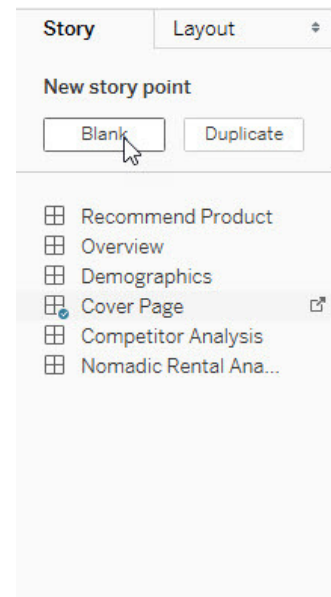 Story Layout
New story point
Blank Duplicate
Recommend Product
Overview
Demographics
Cover Page
Competitor Analysis
Nomadic Rental Ana...